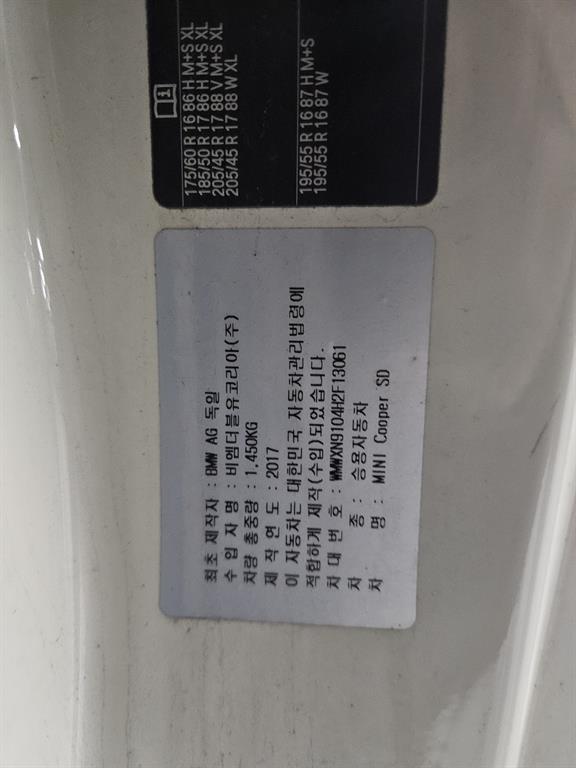 175/60 R 16 86 H M+S XL
185/50 R 17 86 H M+S XL
205/45 R 17 88 V M+S XL
205/45 R 17 88 W XL
195/55 R 16 87 H M+S
195/55 R 16 87 W
최초 제작자 : BMW AG 독일
수 입 자 명 : 비엠더블유코리아(주)
차량 총중량 : 1,450KG
제 작 연 도 : 2017
이 자동차는 대한민국 자동차관리법령에
적합하게 제작(수입)되었습니다.
차 대 번 호 : WMWXN9104H2F13061
차 종 : 승용자동차
차 명 : MINI Cooper SD